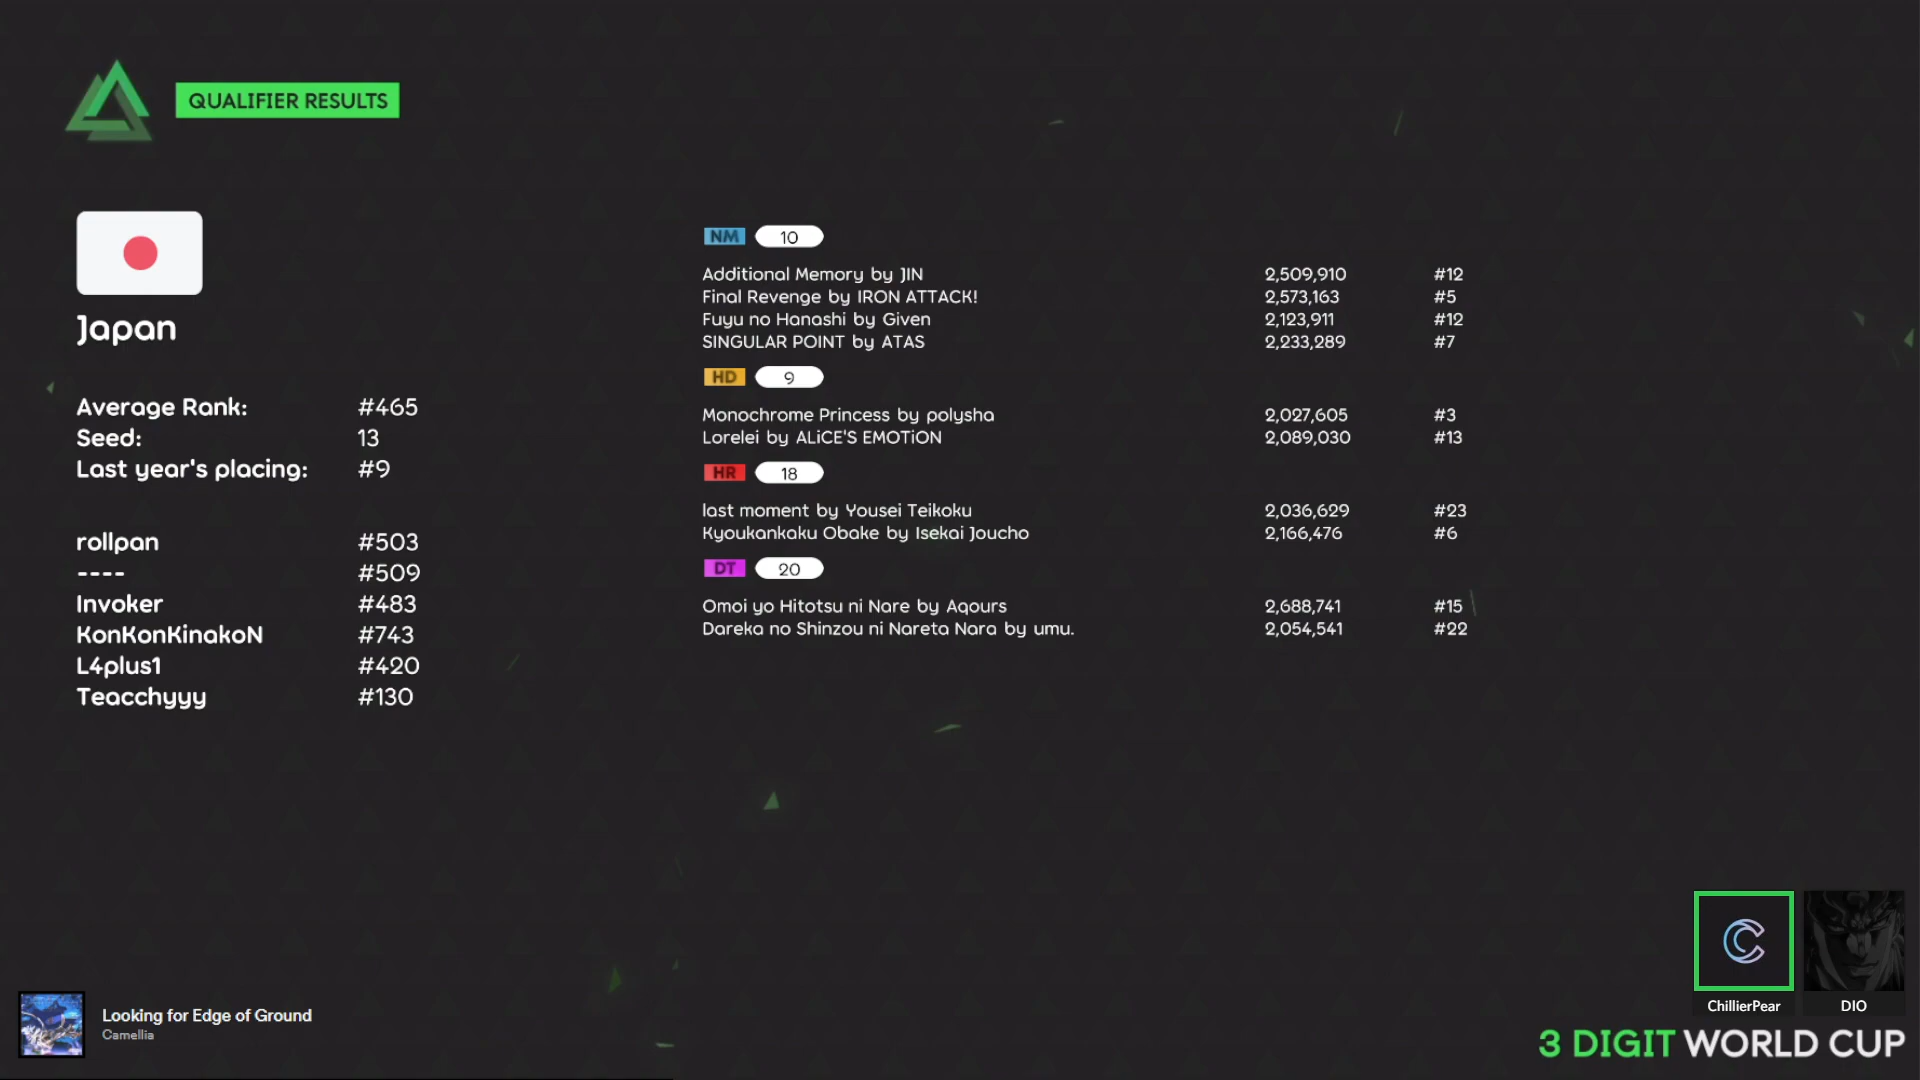 QUALIFIER RESULTS
Japan
Average Rank: #465
Seed: 13
Last year's placing: #9
rollpan #503
---- #509
Invoker #483
KonKonKinakoN #743
L4plus1 #420
Teacchyyy #130
NM 10
Additional Memory by JIN 2,509,910 #12
Final Revenge by IRON ATTACK! 2,573,163 #5
Fuyu no Hanashi by Given 2,123,911 #12
SINGULAR POINT by ATAS 2,233,289 #7
HD 9
Monochrome Princess by polysha 2,027,605 #3
Lorelei by ALiCE'S EMOTiON 2,089,030 #13
HR 18
last moment by Yousei Teikoku 2,036,629 #23
Kyoukankaku Obake by Isekai Joucho 2,166,476 #6
DT 20
Omoi yo Hitotsu ni Nare by Aqours 2,688,741 #15
Dareka no Shinzou ni Nareta Nara by umu. 2,054,541 #22
Looking for Edge of Ground
Camellia
ChillierPear DIO
3 DIGIT WORLD CUP